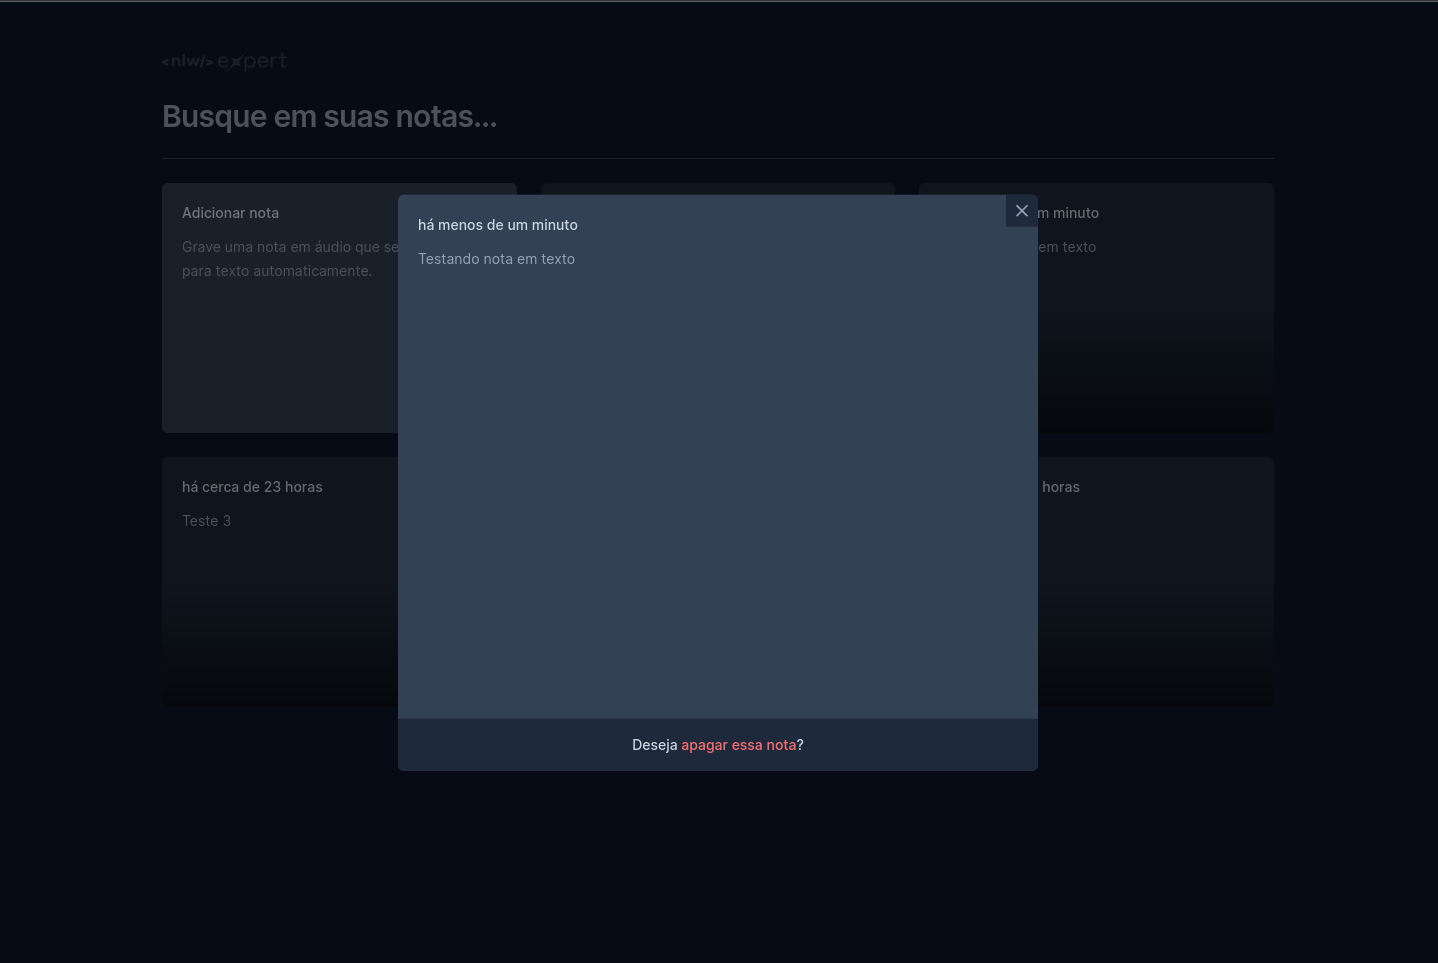 <nlw/> expert
Busque em suas notas...
Adicionar nota
Grave uma nota em áudio que se
para texto automaticamente.
há menos de um minuto
Testando nota em texto
m minuto
em texto
há cerca de 23 horas
Teste 3
horas
Deseja apagar essa nota?